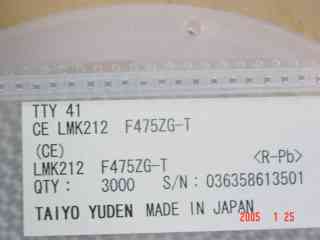 TTY 41
CE LMK212 F475ZG-T
(CE)
LMK212 F475ZG-T <R-Pb>
QTY: 3000 S/N: 036358613501
TAIYO YUDEN MADE IN JAPAN
2005 1 25